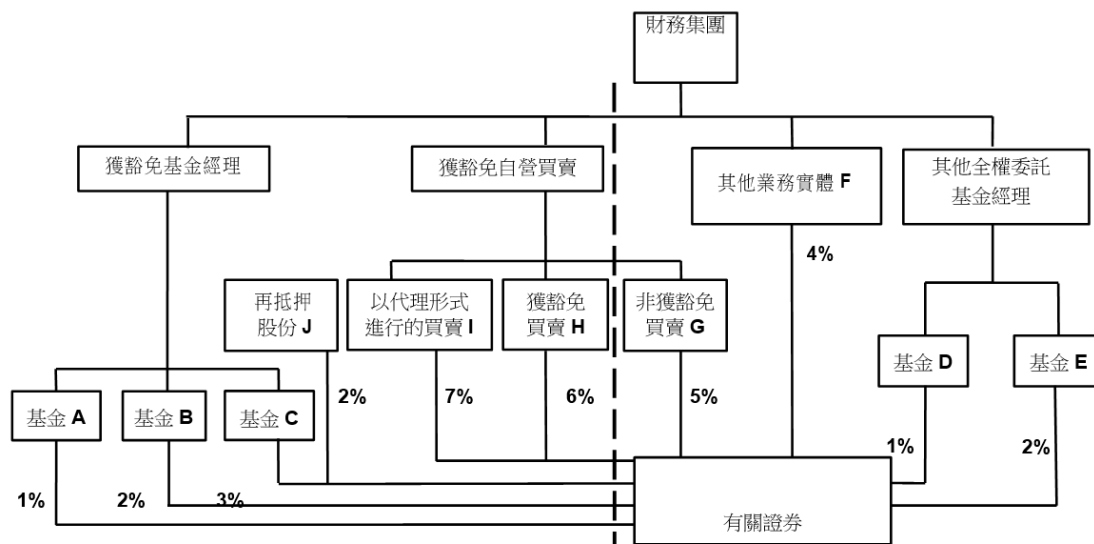 財務集團
獲豁免基金經理
獲豁免自營買賣
其他業務實體 F
其他全權委託
基金經理
4%
再抵押
股份 J
以代理形式
進行的買賣 I
獲豁免
買賣 H
非獲豁免
買賣 G
基金 D
基金 E
2%
7%
6%
5%
基金 A
基金 B
基金 C
1%
2%
3%
1%
2%
有關證券